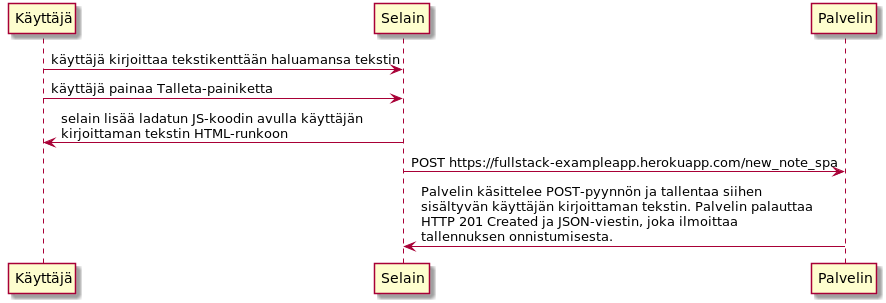 Käyttäjä
Selain
Palvelin
käyttäjä kirjoittaa tekstikenttään haluamansa tekstin
käyttäjä painaa Talleta-painiketta
selain lisää ladatun JS-koodin avulla käyttäjän
kirjoittaman tekstin HTML-runkoon
POST https://fullstack-exampleapp.herokuapp.com/new_note_spa
Palvelin käsittelee POST-pyynnön ja tallentaa siihen
sisältyvän käyttäjän kirjoittaman tekstin. Palvelin palauttaa
HTTP 201 Created ja JSON-viestin, joka ilmoittaa
tallennuksen onnistumisesta.
Käyttäjä
Selain
Palvelin